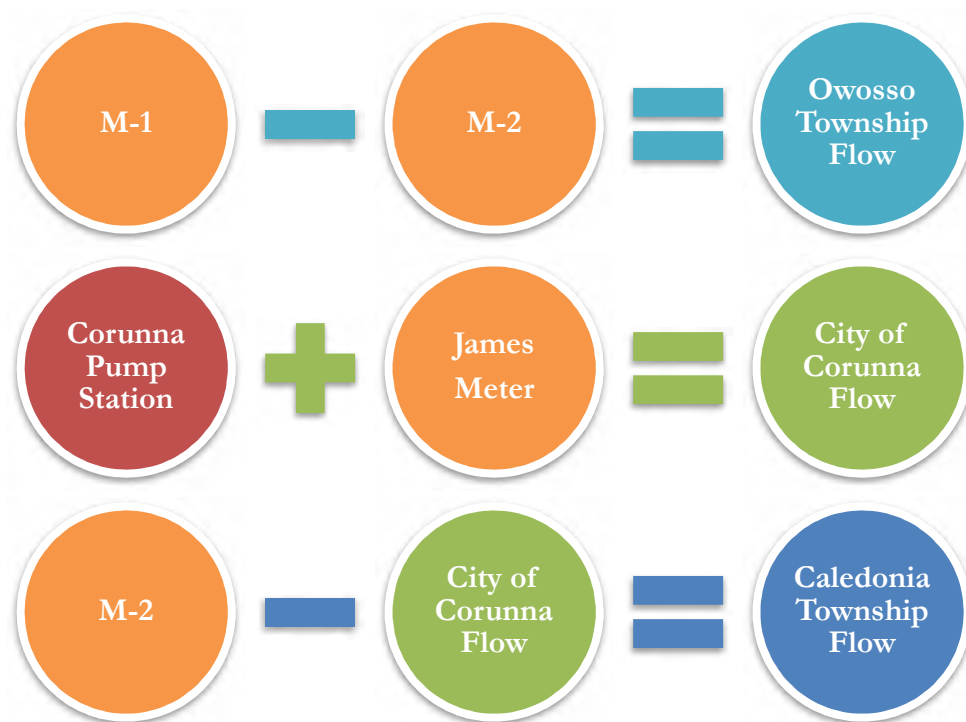 M-1
M-2
Owosso
Township
Flow
Corunna
Pump
Station
James
Meter
City of
Corunna
Flow
M-2
City of
Corunna
Flow
Caledonia
Township
Flow